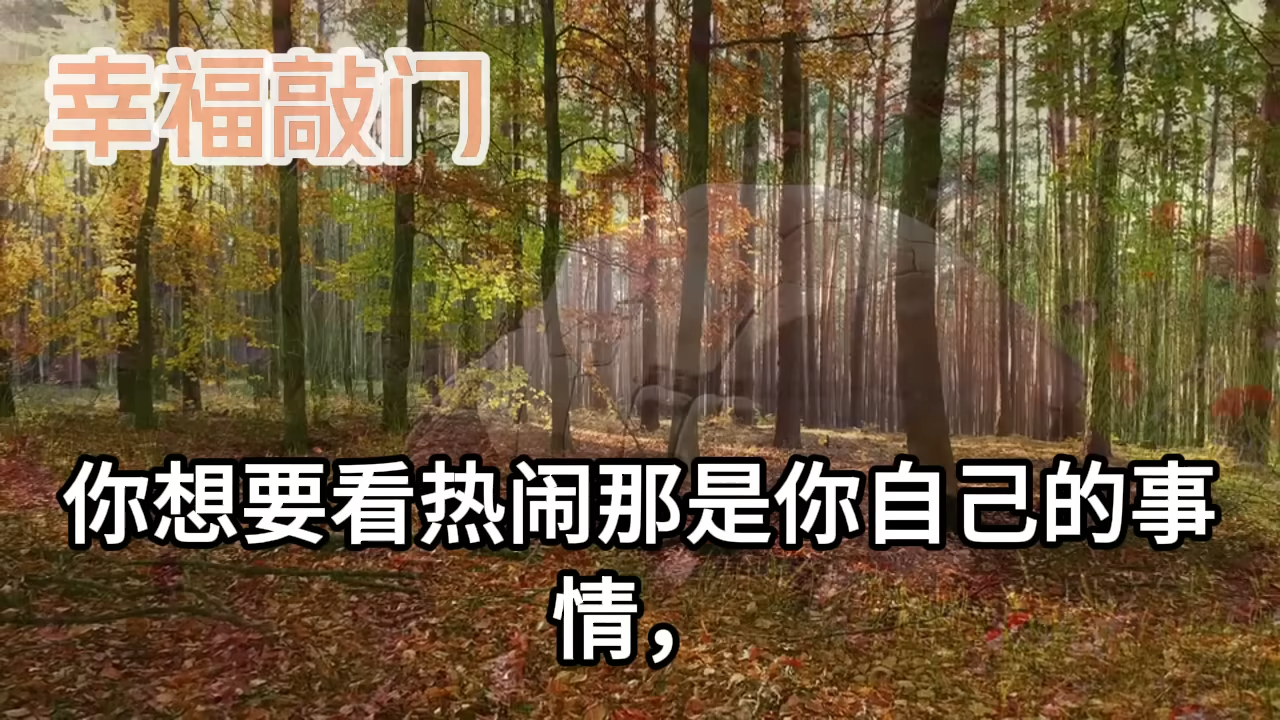 幸福敲门
你想要看热闹那是你自己的事
情，